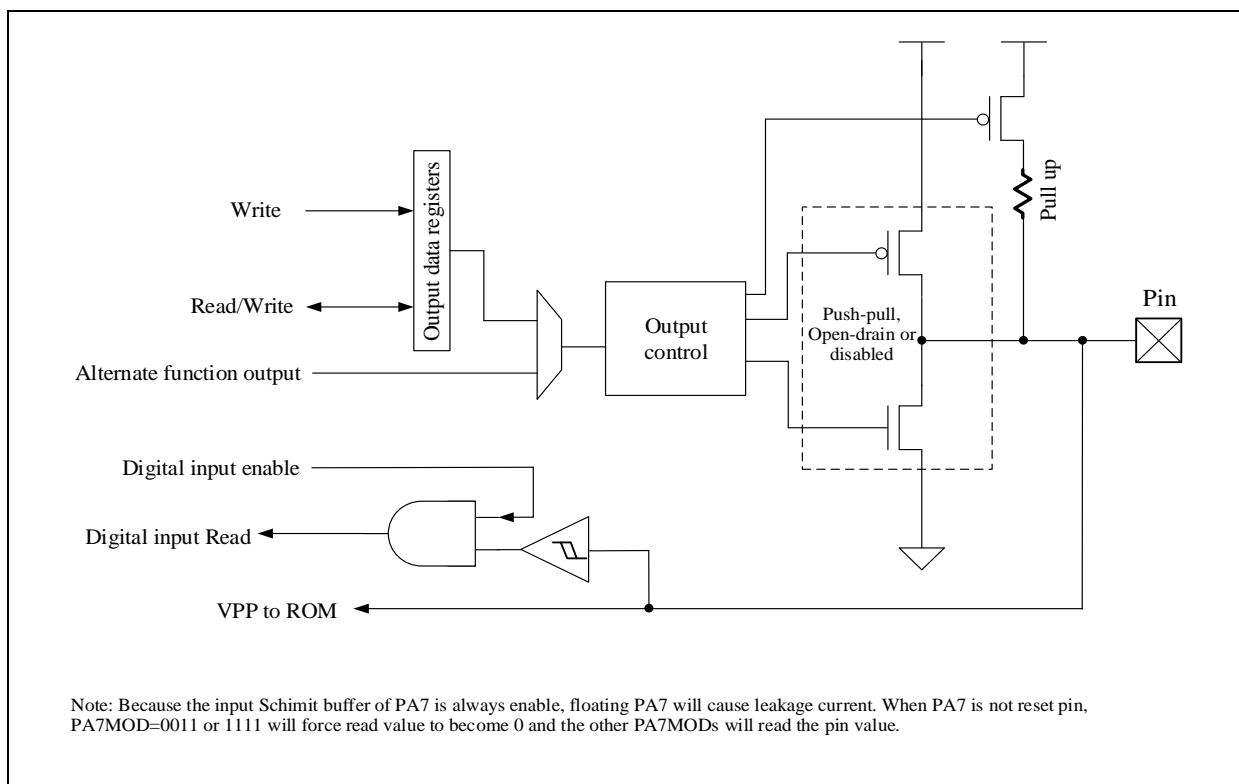 Write
Read/Write
Output data registers
Alternate function output
Output
control
Push-pull,
Open-drain or
disabled
Pull up
Pin
Digital input enable
Digital input Read
VPP to ROM
Note: Because the input Schimit buffer of PA7 is always enable, floating PA7 will cause leakage current. When PA7 is not reset pin,
PA7MOD=0011 or 1111 will force read value to become 0 and the other PA7MODs will read the pin value.